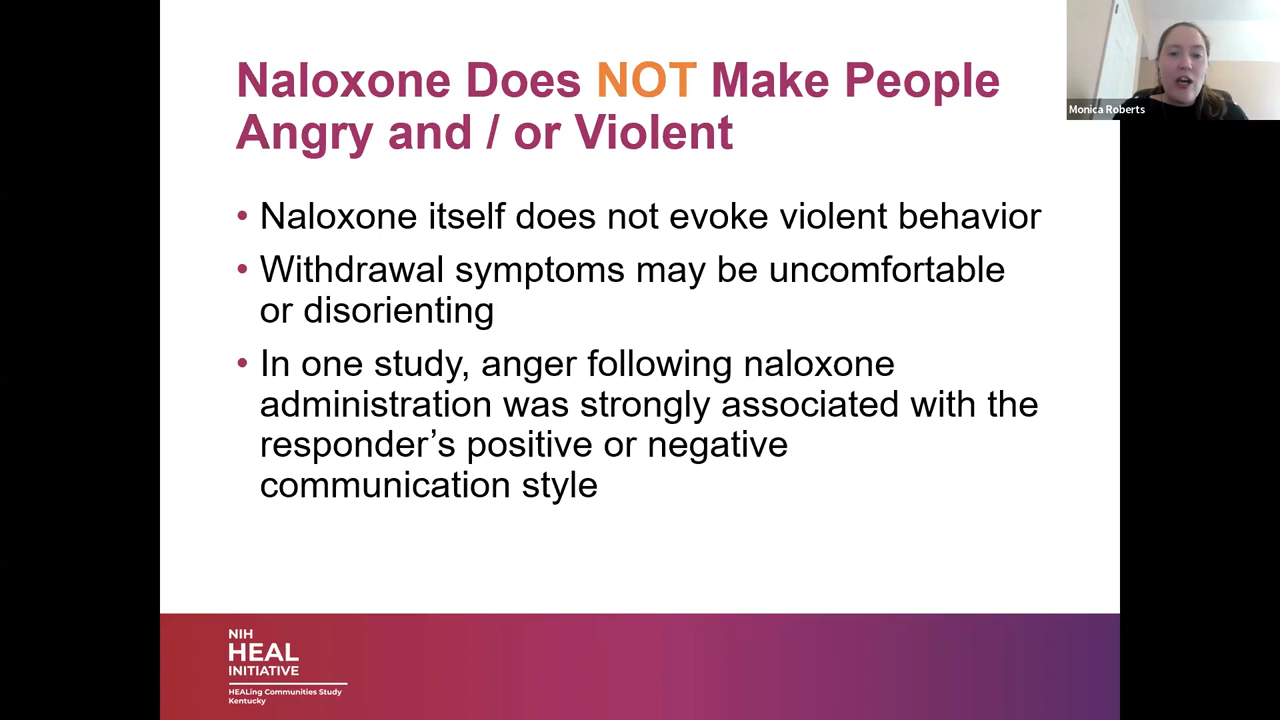 Naloxone Does NOT Make People
Angry and / or Violent
• Naloxone itself does not evoke violent behavior
• Withdrawal symptoms may be uncomfortable
or disorienting
• In one study, anger following naloxone
administration was strongly associated with the
responder’s positive or negative
communication style
Monica Roberts
NIH
HEAL
INITIATIVE
HEALing Communities Study
Kentucky